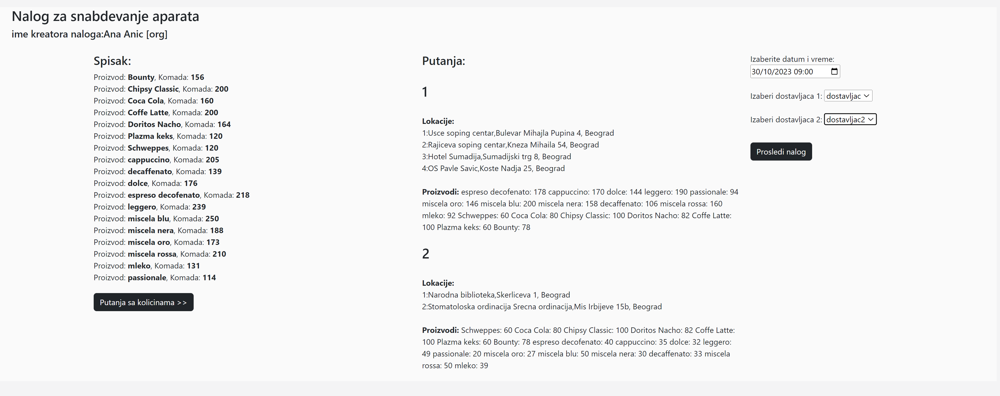 Nalog za snabdevanje aparata
ime kreatora naloga:Ana Anic [org]
Spisak:
Proizvod: Bounty, Komada: 156
Proizvod: Chipsy Classic, Komada: 200
Proizvod: Coca Cola, Komada: 160
Proizvod: Coffe Latte, Komada: 200
Proizvod: Doritos Nacho, Komada: 164
Proizvod: Plazma keks, Komada: 120
Proizvod: Schweppes, Komada: 120
Proizvod: cappuccino, Komada: 205
Proizvod: decaffenato, Komada: 139
Proizvod: dolce, Komada: 176
Proizvod: espreso decofenato, Komada: 218
Proizvod: leggero, Komada: 239
Proizvod: miscela blu, Komada: 250
Proizvod: miscela nera, Komada: 188
Proizvod: miscela oro, Komada: 173
Proizvod: miscela rossa, Komada: 210
Proizvod: mleko, Komada: 131
Proizvod: passionale, Komada: 114
Putanja sa kolicinama >>
Putanja:
1
Lokacije:
1:Usce soping centar,Bulevar Mihajla Pupina 4, Beograd
2:Rajiceva soping centar,Kneza Mihaila 54, Beograd
3:Hotel Sumadija,Sumadijski trg 8, Beograd
4:OS Pavle Savic,Koste Nadja 25, Beograd
Proizvodi: espreso decofenato: 178 cappuccino: 170 dolce: 144 leggero: 190 passionale: 94
miscela oro: 146 miscela blu: 200 miscela nera: 158 decaffenato: 106 miscela rossa: 160
mleko: 92 Schweppes: 60 Coca Cola: 80 Chipsy Classic: 100 Doritos Nacho: 82 Coffe Latte:
100 Plazma keks: 60 Bounty: 78
2
Lokacije:
1:Narodna biblioteka,Skerliceva 1, Beograd
2:Stomatoloska ordinacija Srecna ordinacija,Mis Irbijeve 15b, Beograd
Proizvodi: Schweppes: 60 Coca Cola: 80 Chipsy Classic: 100 Doritos Nacho: 82 Coffe Latte:
100 Plazma keks: 60 Bounty: 78 espreso decofenato: 40 cappuccino: 35 dolce: 32 leggero:
49 passionale: 20 miscela oro: 27 miscela blu: 50 miscela nera: 30 decaffenato: 33 miscela
rossa: 50 mleko: 39
Izaberite datum i vreme:
30/10/2023 09:00
Izaberi dostavljaca 1: dostavljac
Izaberi dostavljaca 2: dostavljac2
Prosledi nalog